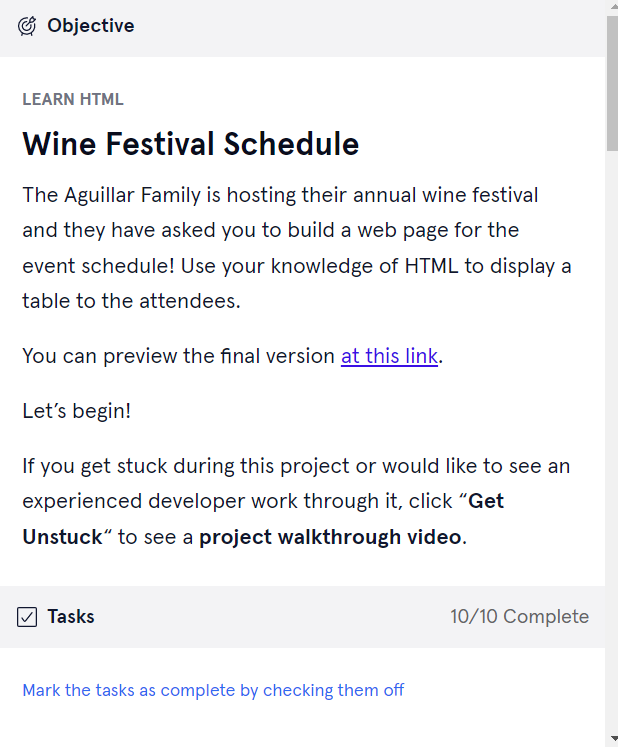 Objective
LEARN HTML
Wine Festival Schedule
The Aguillar Family is hosting their annual wine festival
and they have asked you to build a web page for the
event schedule! Use your knowledge of HTML to display a
table to the attendees.
You can preview the final version at this link.
Let’s begin!
If you get stuck during this project or would like to see an
experienced developer work through it, click “Get
Unstuck“ to see a project walkthrough video.
Tasks 10/10 Complete
Mark the tasks as complete by checking them off